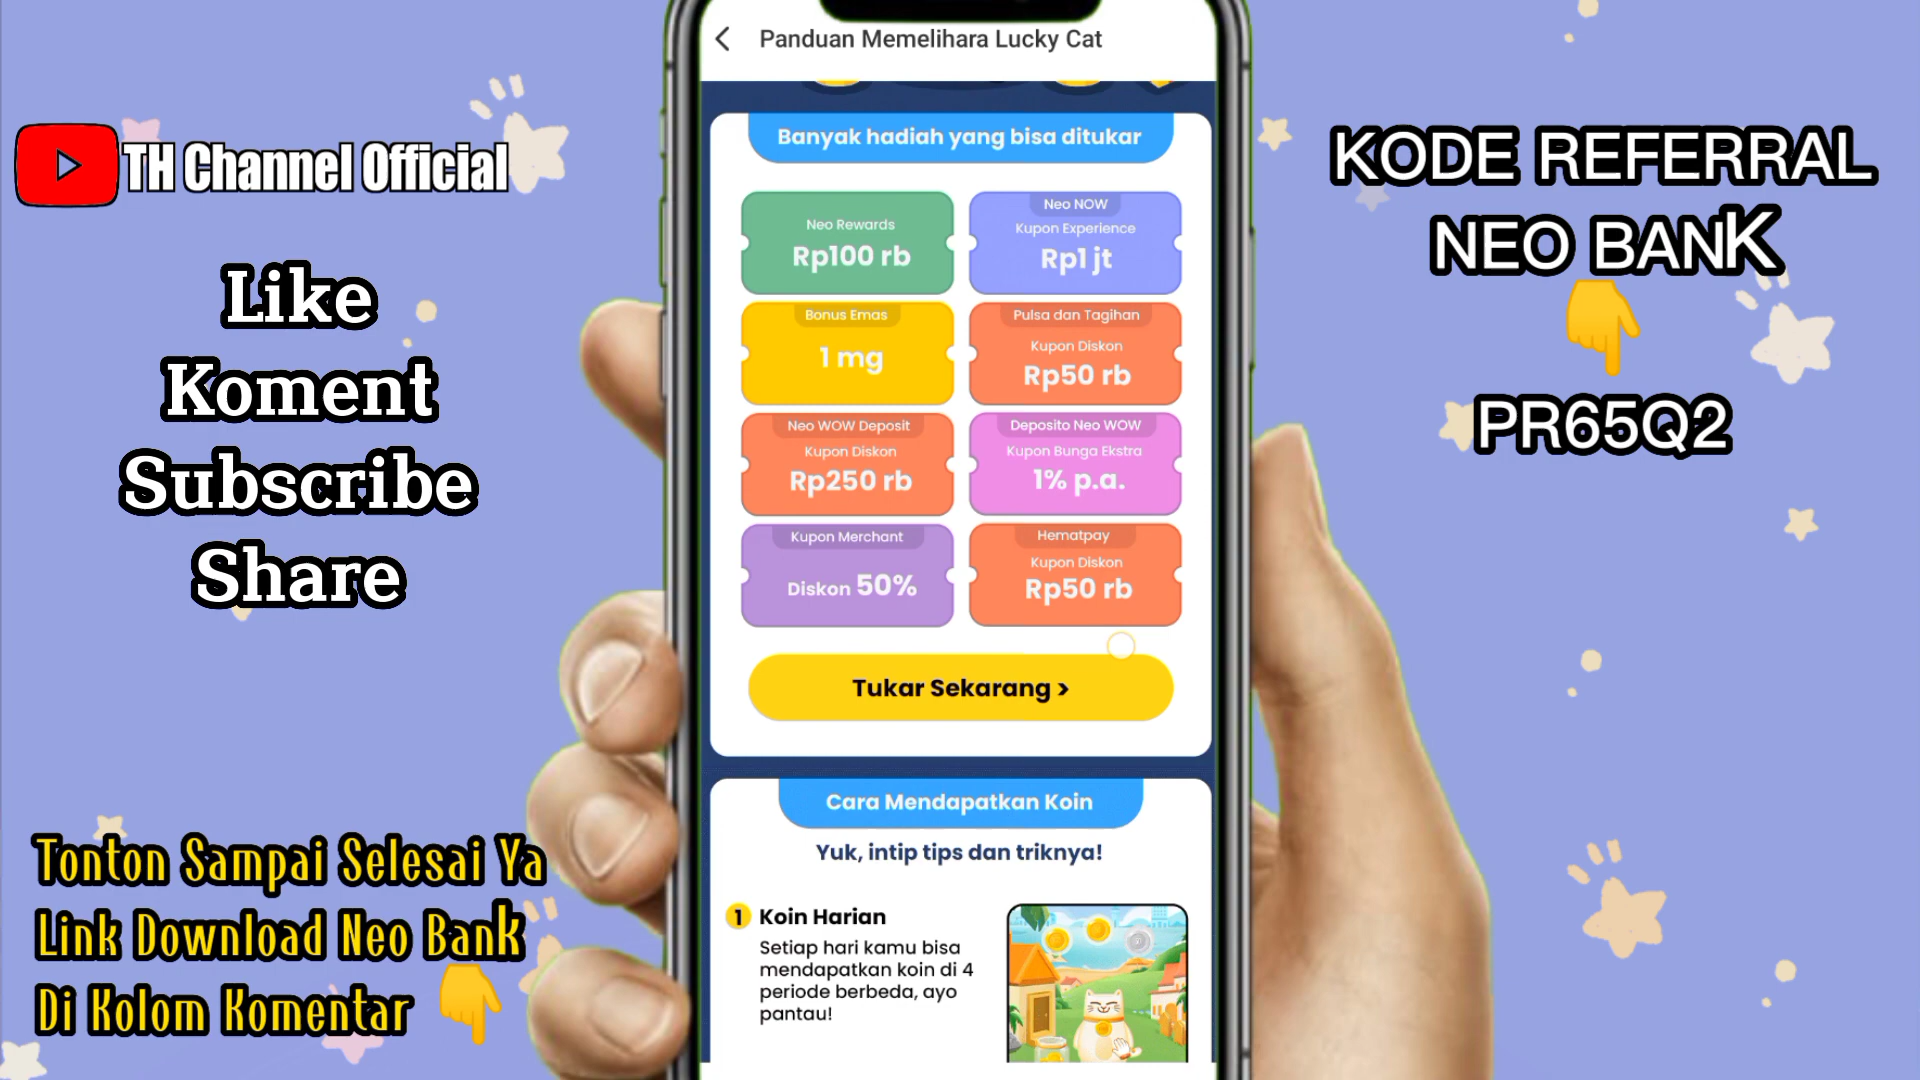 TH Channel Official
Like
Koment
Subscribe
Share
Tonton Sampai Selesai Ya
Link Download Neo Bank
Di Kolom Komentar
Panduan Memelihara Lucky Cat
Banyak hadiah yang bisa ditukar
Neo Rewards
Rp100 rb
Neo NOW
Kupon Experience
Rp1 jt
Bonus Emas
1 mg
Pulsa dan Tagihan
Kupon Diskon
Rp50 rb
Neo WOW Deposit
Kupon Diskon
Rp250 rb
Deposito Neo WOW
Kupon Bunga Ekstra
1% p.a.
Kupon Merchant
Diskon 50%
Hematpay
Kupon Diskon
Rp50 rb
Tukar Sekarang >
Cara Mendapatkan Koin
Yuk, intip tips dan triknya!
1 Koin Harian
Setiap hari kamu bisa
mendapatkan koin di 4
periode berbeda, ayo
pantau!
KODE REFERRAL
NEO BANK
PR65Q2